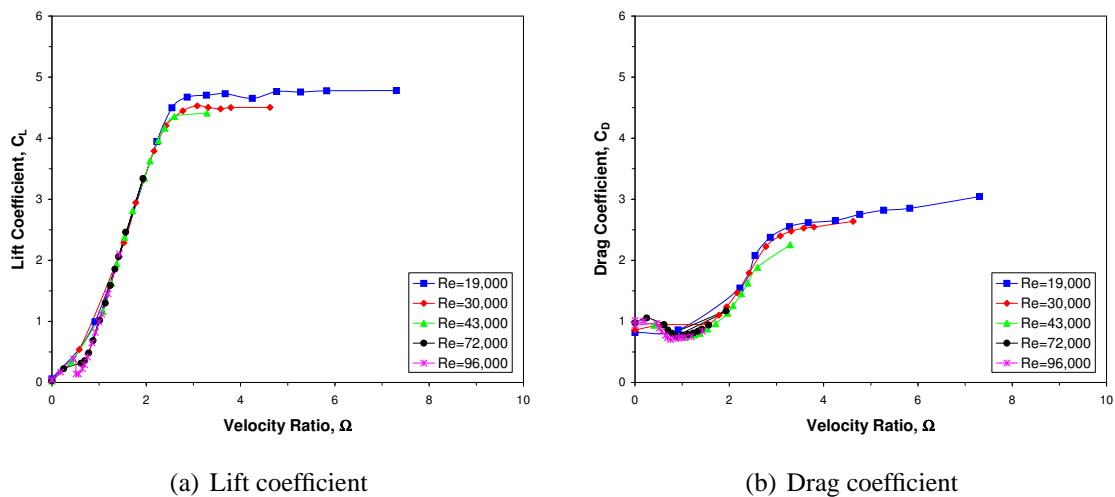 6
5
4
3
2
1
0
0
2
4
6
8
10
Lift Coefficient, C_L
Velocity Ratio, Ω
Re=19,000
Re=30,000
Re=43,000
Re=72,000
Re=96,000
(a) Lift coefficient
6
5
4
3
2
1
0
0
2
4
6
8
10
Drag Coefficient, C_D
Velocity Ratio, Ω
Re=19,000
Re=30,000
Re=43,000
Re=72,000
Re=96,000
(b) Drag coefficient